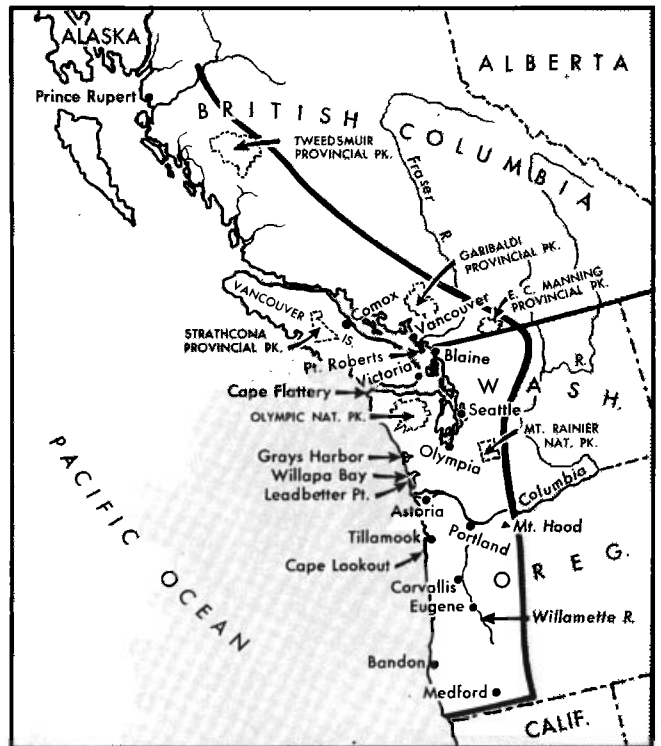 ALASKA
ALBERTA
Prince Rupert
BRITISH
COLUMBIA
TWEEDSMUIR
PROVINCIAL PK.
Fraser R.
GARIBALDI
PROVINCIAL PK.
E. C. MANNING
PROVINCIAL PK.
VANCOUVER IS.
Comox
Vancouver
STRATHCONA
PROVINCIAL PK.
Pt. Roberts
Blaine
Victoria
R.
WASH.
Cape Flattery
OLYMPIC NAT. PK.
Seattle
MT. RAINIER
NAT. PK.
Grays Harbor
Olympia
Willapa Bay
Leadbetter Pt.
Columbia
Astoria
PACIFIC OCEAN
Portland
Mt. Hood
Tillamook
OREG.
Cape Lookout
Corvallis
Eugene
Willamette R.
Bandon
Medford
CALIF.